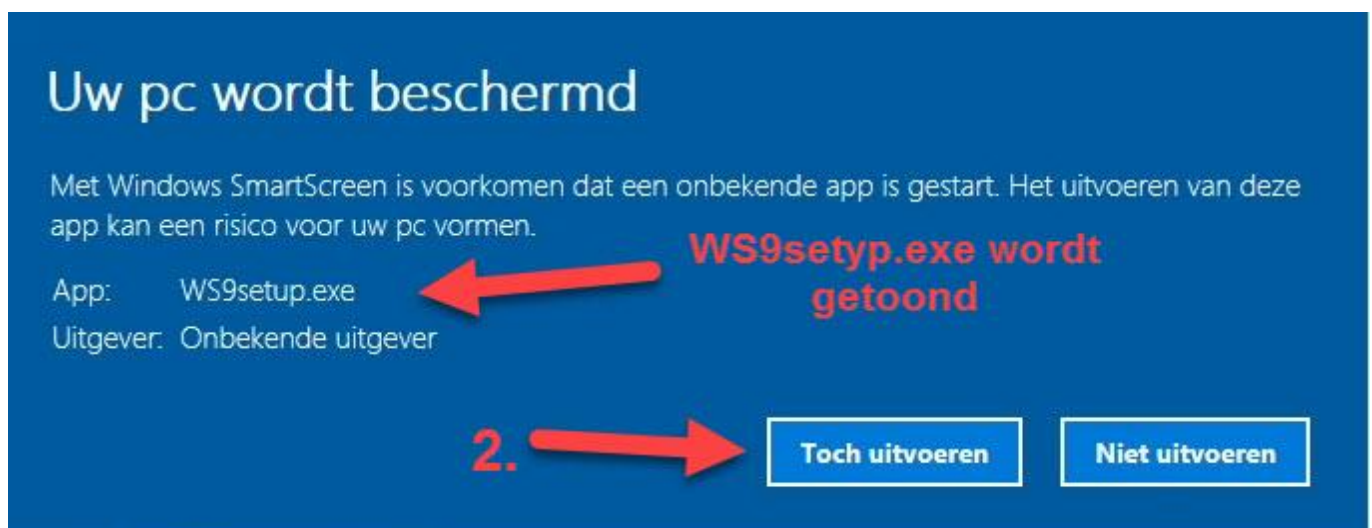 Uw pc wordt beschermd
Met Windows SmartScreen is voorkomen dat een onbekende app is gestart. Het uitvoeren van deze
app kan een risico voor uw pc vormen.
WS9setyp.exe wordt
getoond
App: WS9setup.exe
Uitgever: Onbekende uitgever
2.
Toch uitvoeren
Niet uitvoeren